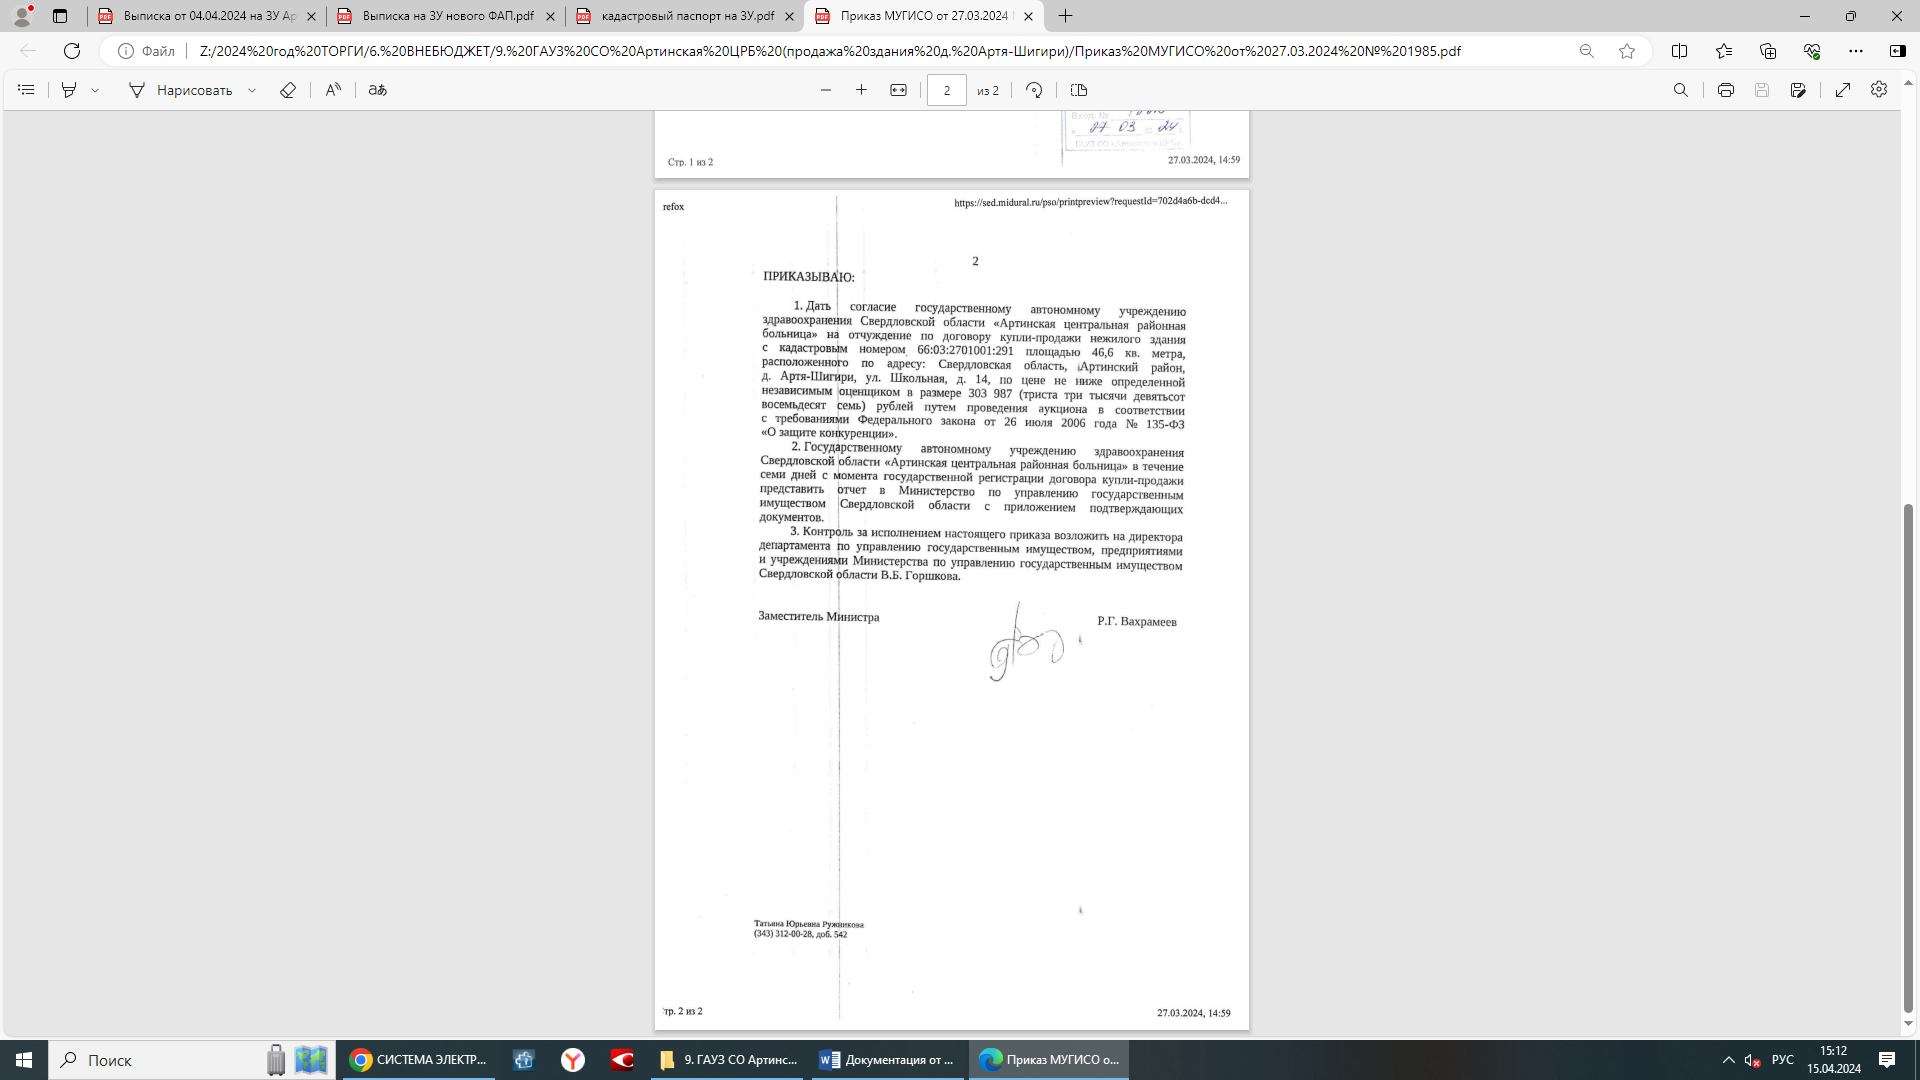 Выписка от 04.04.2024 на ЗУ Ар
Выписка на ЗУ нового ФАП.pdf
кадастровый паспорт на ЗУ.pdf
Приказ МУГИСО от 27.03.2024
Файл
Z:/2024%20год%20ТОРГИ/6.%20ВНЕБЮДЖЕТ/9.%20ГАУЗ%20СО%20Артинская%20ЦРБ%20(продажа%20здания%20д.%20Артя-Шигири)/Приказ%20МУГИСО%20от%2027.03.2024%20№%201985.pdf
Нарисовать
аあ
2
из 2
Вход. №
27 03 24 г.
Стр. 1 из 2
27.03.2024, 14:59
refox
https://sed.midural.ru/pso/printpreview?requestId=702d4a6b-dcd4...
2
ПРИКАЗЫВАЮ:
1. Дать согласие государственному автономному учреждению
здравоохранения Свердловской области «Артинская центральная районная
больница» на отчуждение по договору купли-продажи нежилого здания
с кадастровым номером 66:03:2701001:291 площадью 46,6 кв. метра,
расположенного по адресу: Свердловская область, Артинский район,
д. Артя-Шигири, ул. Школьная, д. 14, по цене не ниже определенной
независимым оценщиком в размере 303 987 (триста три тысячи девятьсот
восемьдесят семь) рублей путем проведения аукциона в соответствии
с требованиями Федерального закона от 26 июля 2006 года № 135-ФЗ
«О защите конкуренции».
2. Государственному автономному учреждению здравоохранения
Свердловской области «Артинская центральная районная больница» в течение
семи дней с момента государственной регистрации договора купли-продажи
представить отчет в Министерство по управлению государственным
имуществом Свердловской области с приложением подтверждающих
документов.
3. Контроль за исполнением настоящего приказа возложить на директора
департамента по управлению государственным имуществом, предприятиями
и учреждениями Министерства по управлению государственным имуществом
Свердловской области В.Б. Горшкова.
Заместитель Министра
Р.Г. Вахрамеев
Татьяна Юрьевна Ружникова
(343) 312-00-28, доб. 542
тр. 2 из 2
27.03.2024, 14:59
Поиск
СИСТЕМА ЭЛЕКТР...
9. ГАУЗ СО Артинс...
Документация от ...
Приказ МУГИСО о...
РУС
15:12
15.04.2024